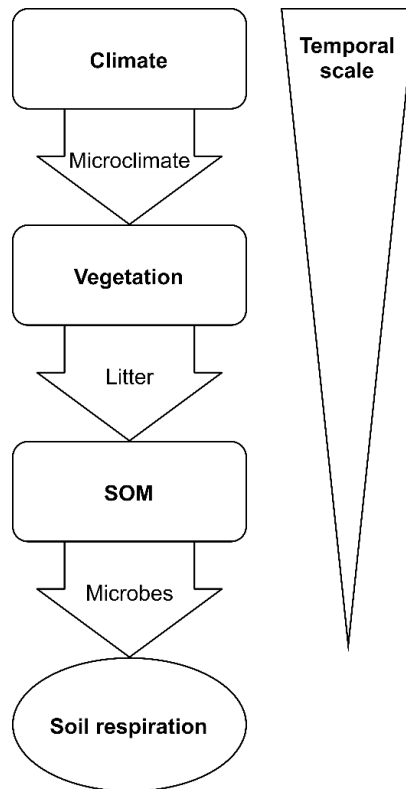 Climate
Temporal
scale
Microclimate
Vegetation
Litter
SOM
Microbes
Soil respiration